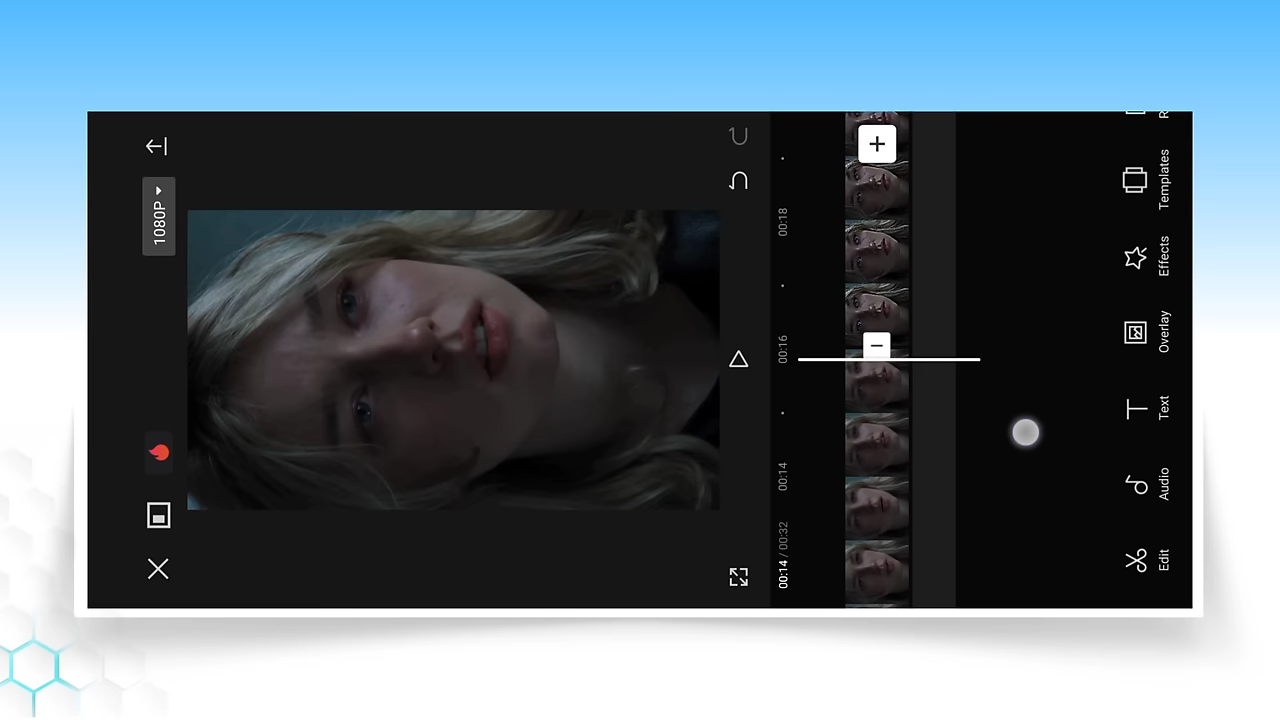 1080P
00:14 / 00:32
00:14
00:16
00:18
Edit
Audio
Text
Overlay
Effects
Templates